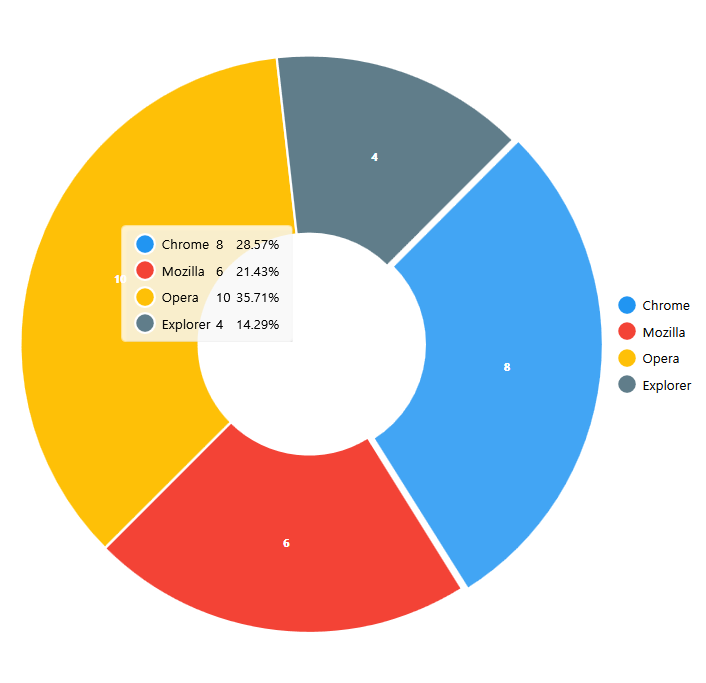 4
Chrome 8 28.57%
Mozilla 6 21.43%
10
Opera 10 35.71%
Explorer 4 14.29%
Chrome
Mozilla
Opera
Explorer
8
6